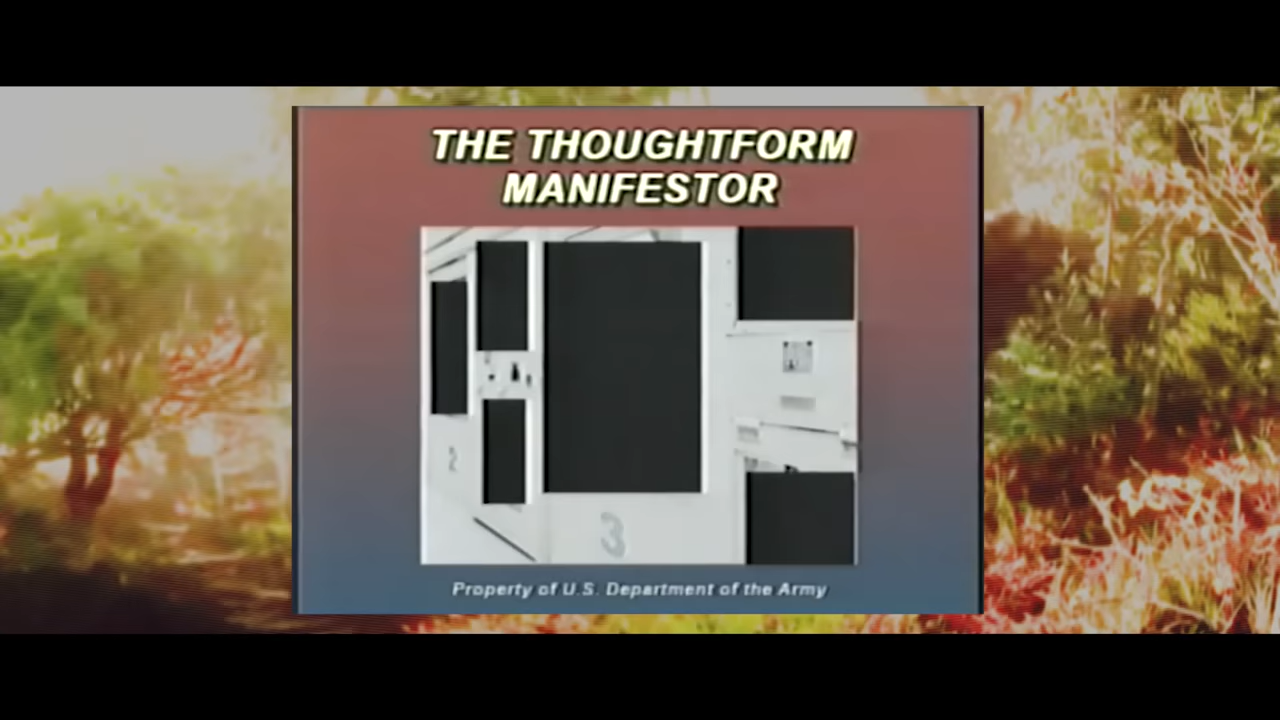 THE THOUGHTFORM
MANIFESTOR
2
3
Property of U.S. Department of the Army